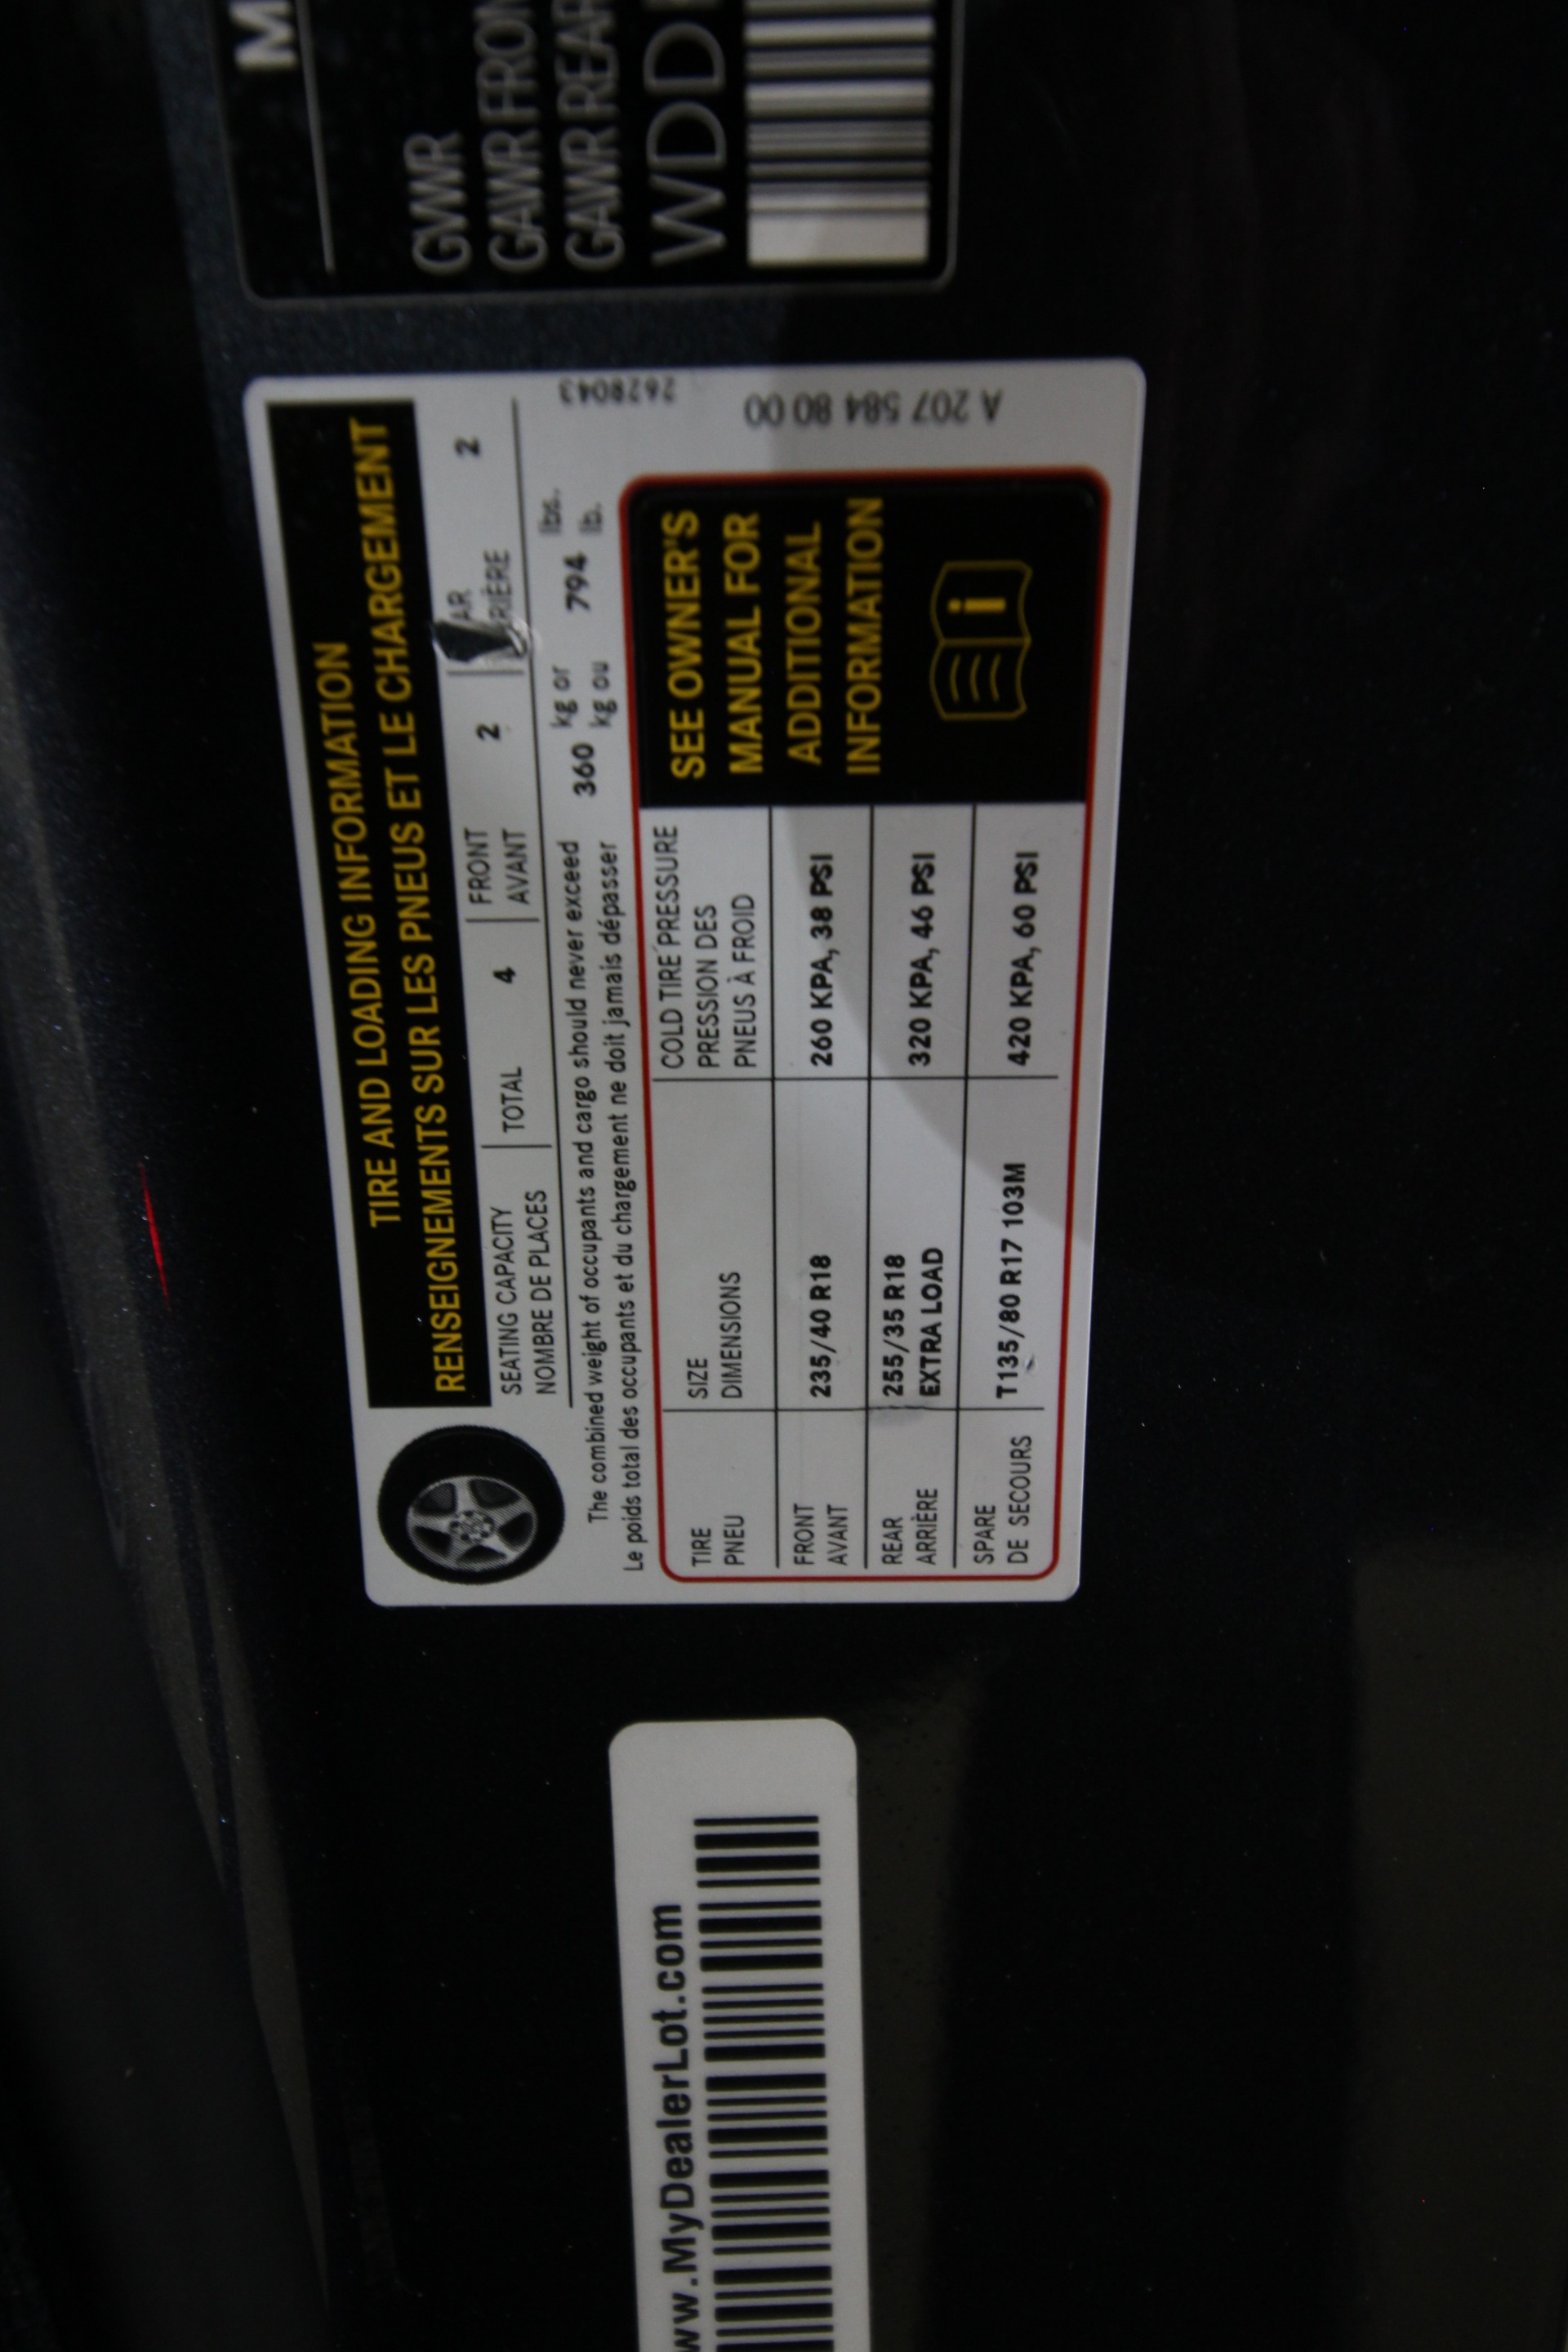 M
GVWR
GAWR FRON
GAWR REAR
WDD
TIRE AND LOADING INFORMATION
RENSEIGNEMENTS SUR LES PNEUS ET LE CHARGEMENT
SEATING CAPACITY
NOMBRE DE PLACES
TOTAL 4
FRONT
AVANT
2
AR
RIÈRE
2
The combined weight of occupants and cargo should never exceed 360 kg or 794 lbs.
Le poids total des occupants et du chargement ne doit jamais dépasser kg ou lb.
2628043
A 207 584 80 00
TIRE
PNEU
SIZE
DIMENSIONS
COLD TIRE PRESSURE
PRESSION DES
PNEUS À FROID
FRONT
AVANT
235/40 R18
260 KPA, 38 PSI
REAR
ARRIÈRE
255/35 R18
EXTRA LOAD
320 KPA, 46 PSI
SPARE
DE SECOURS
T135/80 R17 103M
420 KPA, 60 PSI
SEE OWNER'S
MANUAL FOR
ADDITIONAL
INFORMATION
i
w.MyDealerLot.com